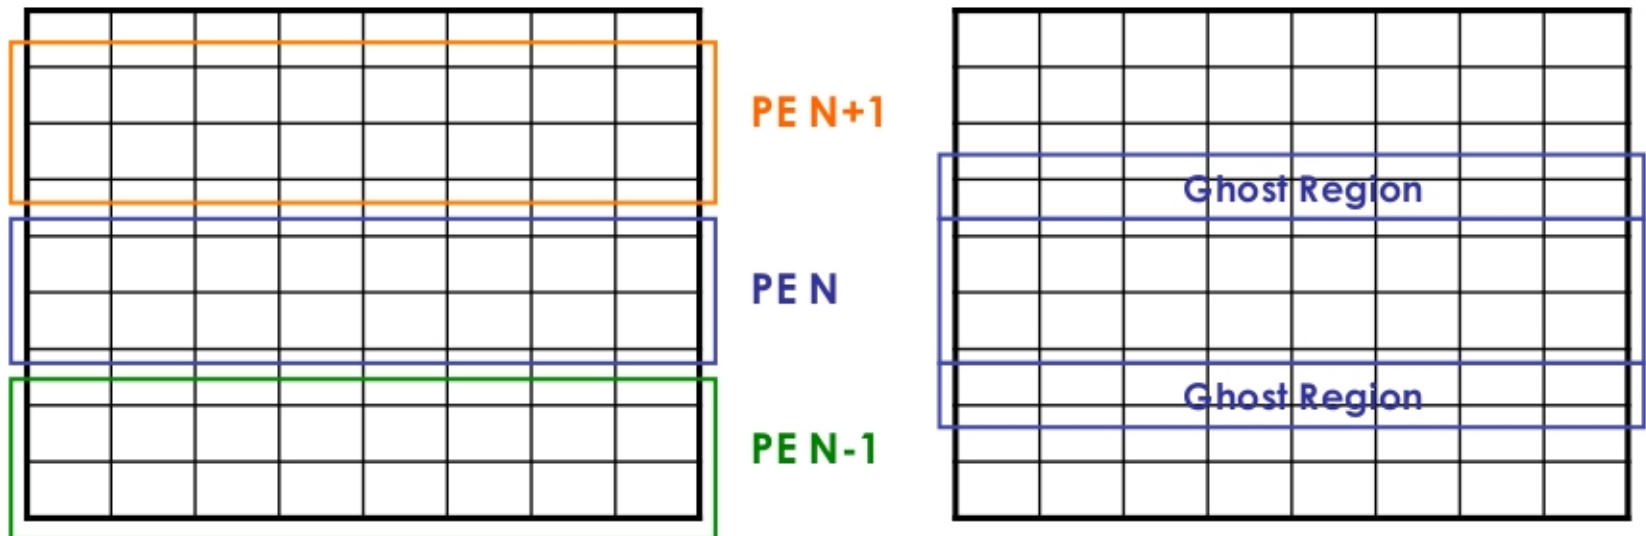 PE N+1
PE N
PE N-1
Ghost Region
Ghost Region